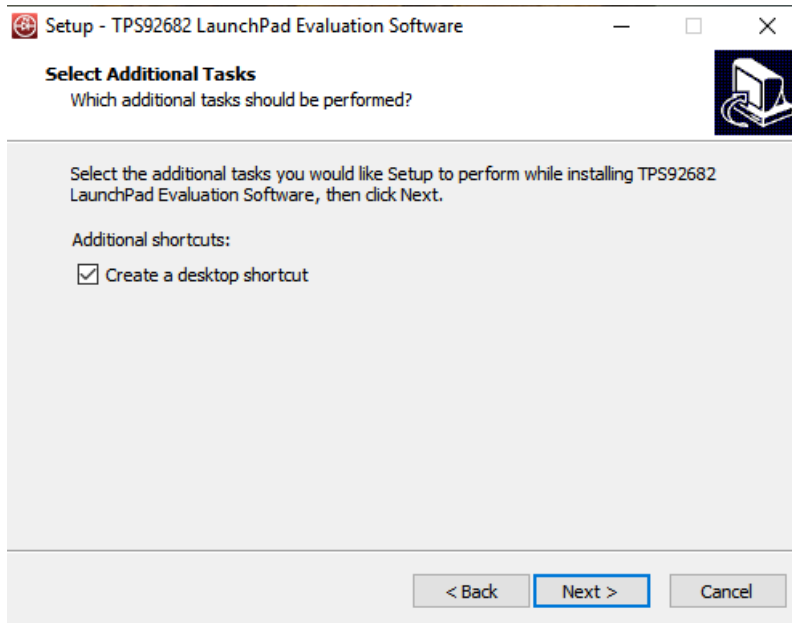 Setup - TPS92682 LaunchPad Evaluation Software
Select Additional Tasks
Which additional tasks should be performed?
Select the additional tasks you would like Setup to perform while installing TPS92682
LaunchPad Evaluation Software, then click Next.
Additional shortcuts:
Create a desktop shortcut
< Back Next > Cancel